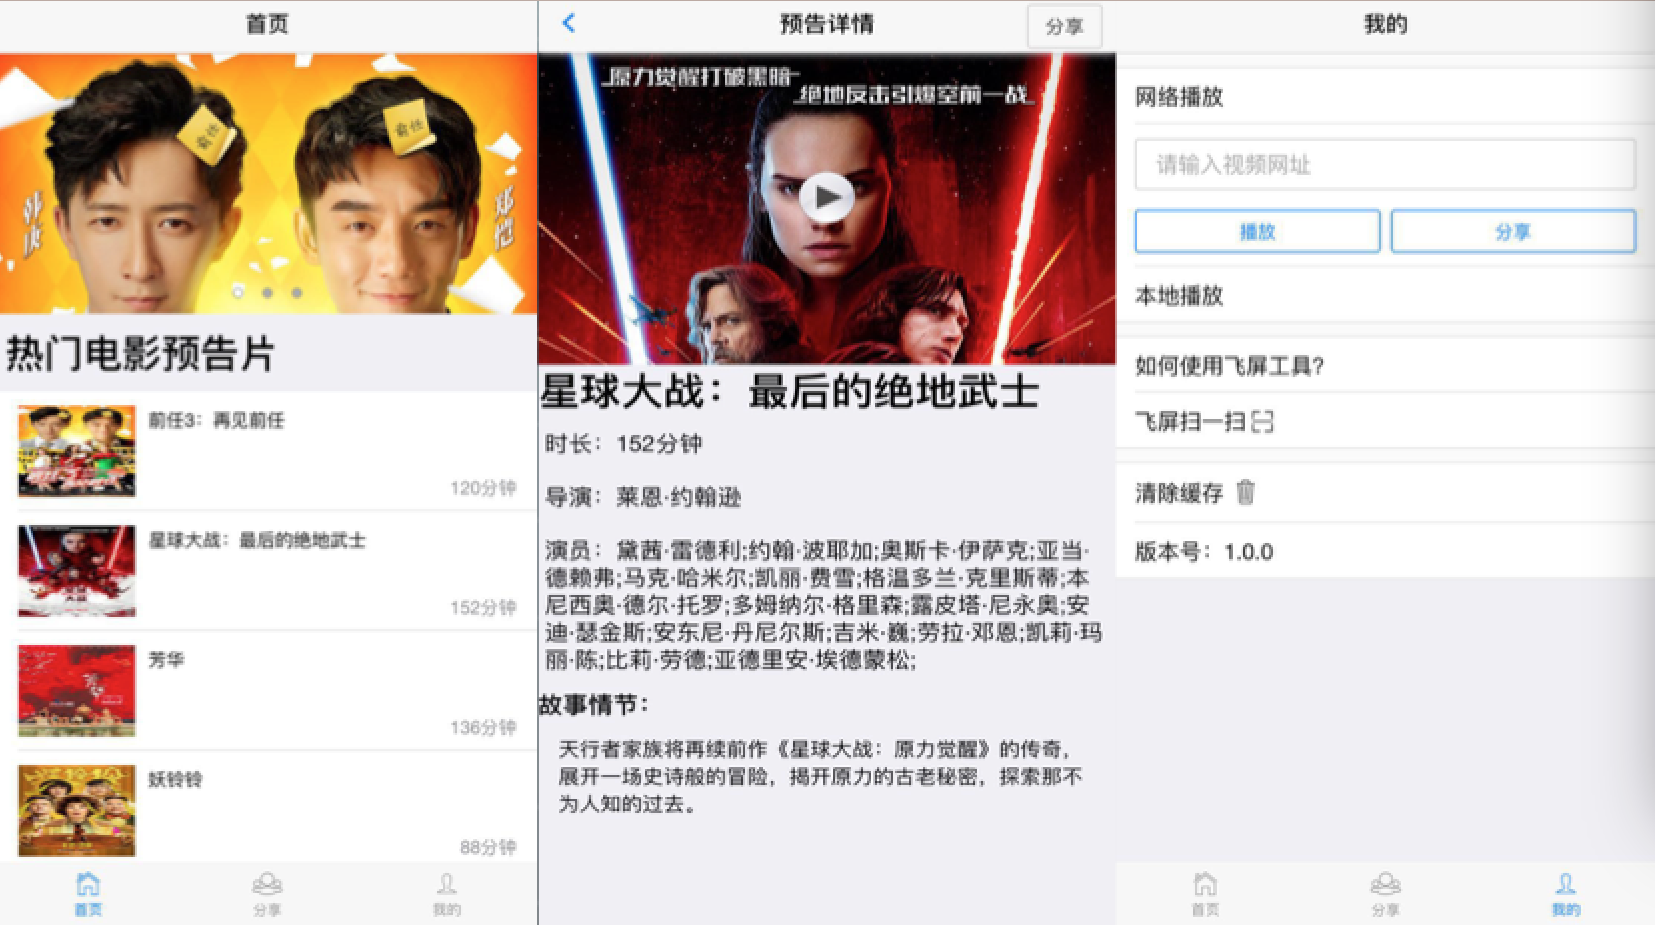 首页
韩庚
前任
前任
郑恺
热门电影预告片
前任3：再见前任
120分钟
星球大战：最后的绝地武士
152分钟
芳华
136分钟
妖铃铃
88分钟
首页
分享
我的
预告详情
分享
原力觉醒打破黑暗
绝地反击引爆空前一战
星球大战：最后的绝地武士
时长：152分钟
导演：莱恩·约翰逊
演员：黛茜·雷德利;约翰·波耶加;奥斯卡·伊萨克;亚当·
德赖弗;马克·哈米尔;凯丽·费雪;格温多兰·克里斯蒂;本
尼西奥·德尔·托罗;多姆纳尔·格里森;露皮塔·尼永奥;安
迪·瑟金斯;安东尼·丹尼尔斯;吉米·巍;劳拉·邓恩;凯莉·玛
丽·陈;比莉·劳德;亚德里安·埃德蒙松;
故事情节：
天行者家族将再续前作《星球大战：原力觉醒》的传奇，
展开一场史诗般的冒险，揭开原力的古老秘密，探索那不
为人知的过去。
我的
网络播放
请输入视频网址
播放
分享
本地播放
如何使用飞屏工具?
飞屏扫一扫
清除缓存
版本号：1.0.0
首页
分享
我的